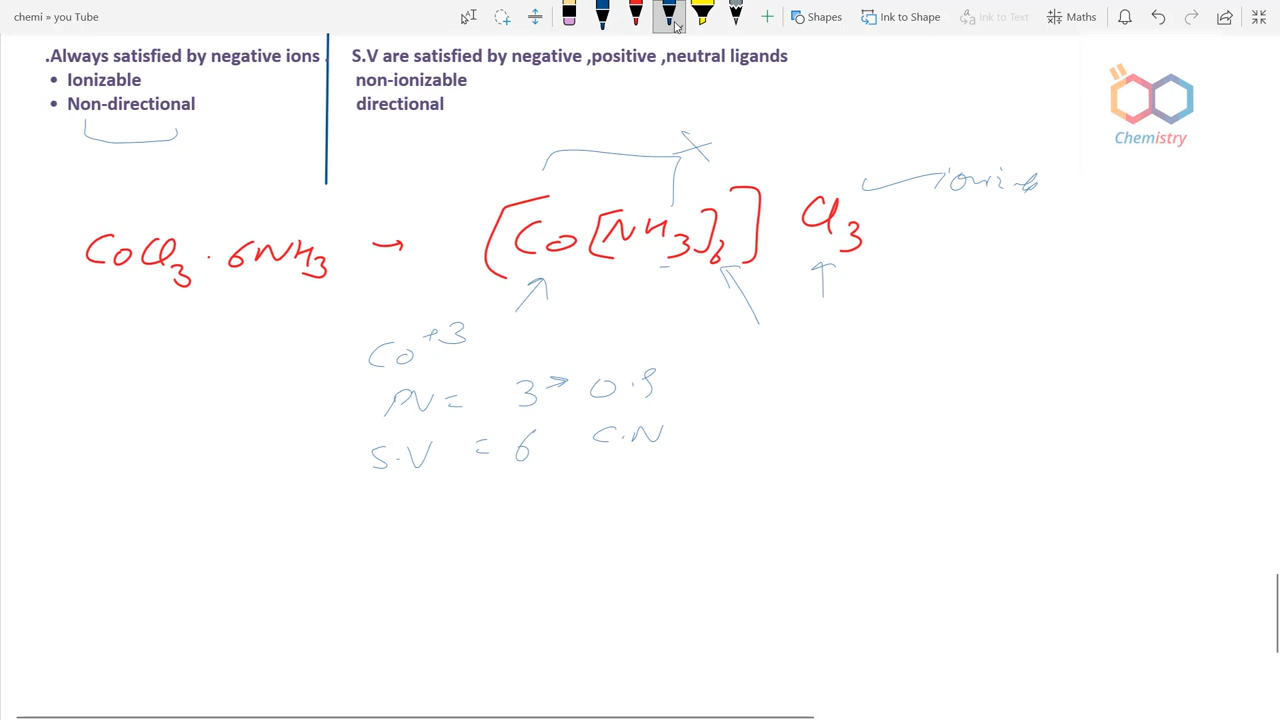 chemi » you Tube
Shapes
Ink to Shape
Ink to Text
Maths
.Always satisfied by negative ions .
• Ionizable
• Non-directional
S.V are satisfied by negative ,positive ,neutral ligands
non-ionizable
directional
Chemistry
CoCl3 . 6NH3 → [Co[NH3]6] Cl3
Co+3
PV = 3 → O.S
S.V = 6 C.N